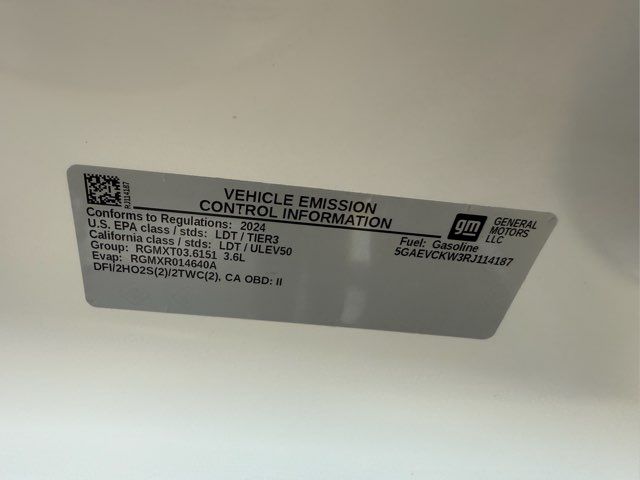 RJ114187
VEHICLE EMISSION
CONTROL INFORMATION
Conforms to Regulations: 2024
U.S. EPA class / stds: LDT / TIER3
California class / stds: LDT / ULEV50
Group: RGMXT03.6151 3.6L
Evap: RGMXR014640A
DFI/2HO2S(2)/2TWC(2), CA OBD: II
gm
GENERAL
MOTORS
LLC
Fuel: Gasoline
5GAEVCKW3RJ114187